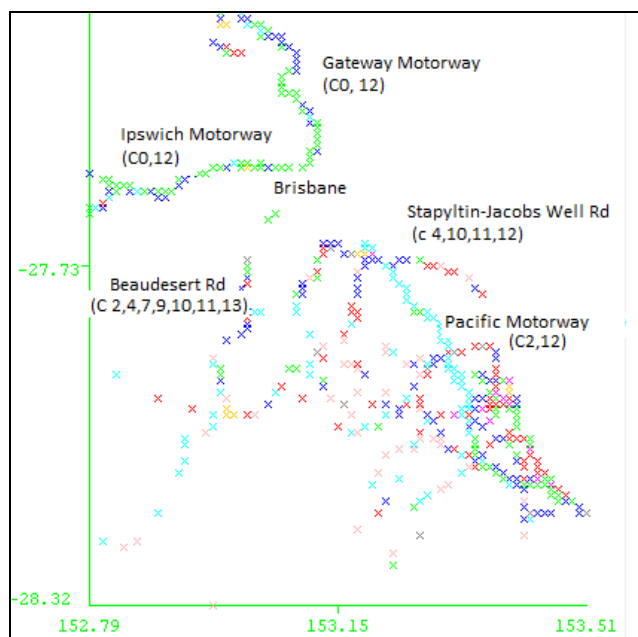 Gateway Motorway
(C0, 12)
Ipswich Motorway
(C0,12)
Brisbane
Stapyltin-Jacobs Well Rd
(c 4,10,11,12)
-27.73
Beaudesert Rd
(C 2,4,7,9,10,11,13)
Pacific Motorway
(C2,12)
-28.32
152.79
153.15
153.51